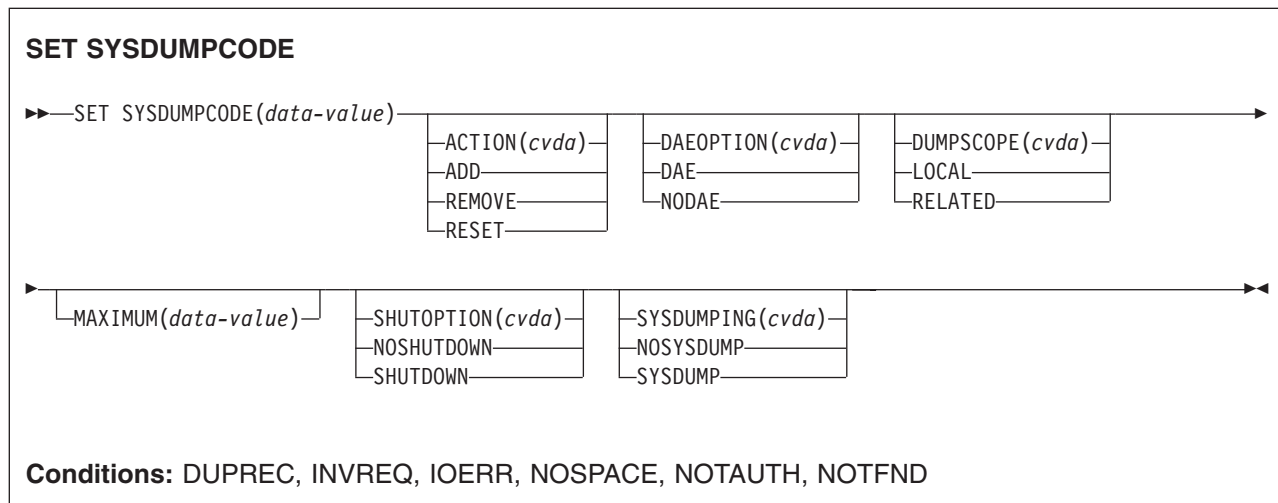 SET SYSDUMPCODE
SET SYSDUMPCODE(data-value)
ACTION(cvda) DAEOPTION(cvda) DUMPSCOPE(cvda)
ADD DAE LOCAL
REMOVE NODAE RELATED
RESET
MAXIMUM(data-value) SHUTOPTION(cvda) SYSDUMPING(cvda)
NOSHUTDOWN NOSYSDUMP
SHUTDOWN SYSDUMP
Conditions: DUPREC, INVREQ, IOERR, NOSPACE, NOTAUTH, NOTFND